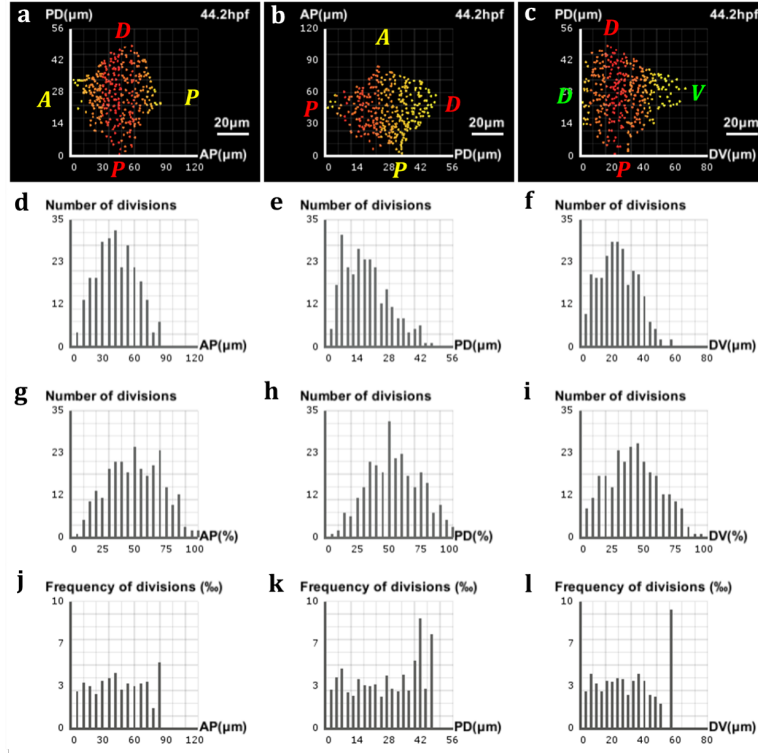 a PD(μm) 44.2hpf
D
56
42
28
14
0
A
P
20μm
0 30 60 90 120 AP(μm)
P
b AP(μm) 44.2hpf
A
120
90
60
30
0
P
D
20μm
0 14 28 42 56 PD(μm)
P
c PD(μm) 44.2hpf
D
56
42
14
0
D
V
20μm
0 20 40 60 80 DV(μm)
P
d Number of divisions
35
23
12
0
0 30 60 90 120 AP(μm)
e Number of divisions
35
23
12
0
0 14 28 42 56 PD(μm)
f Number of divisions
35
23
12
0
0 20 40 60 80 DV(μm)
g Number of divisions
35
23
12
0
0 25 50 75 100 AP(%)
h Number of divisions
35
23
12
0
0 25 50 75 100 PD(%)
i Number of divisions
35
23
12
0
0 25 50 75 100 DV(%)
j Frequency of divisions (‰)
10
7
3
0
0 30 60 90 120 AP(μm)
k Frequency of divisions (‰)
10
7
3
0
0 14 28 42 56 PD(μm)
l Frequency of divisions (‰)
10
7
3
0
0 20 40 60 80 DV(μm)